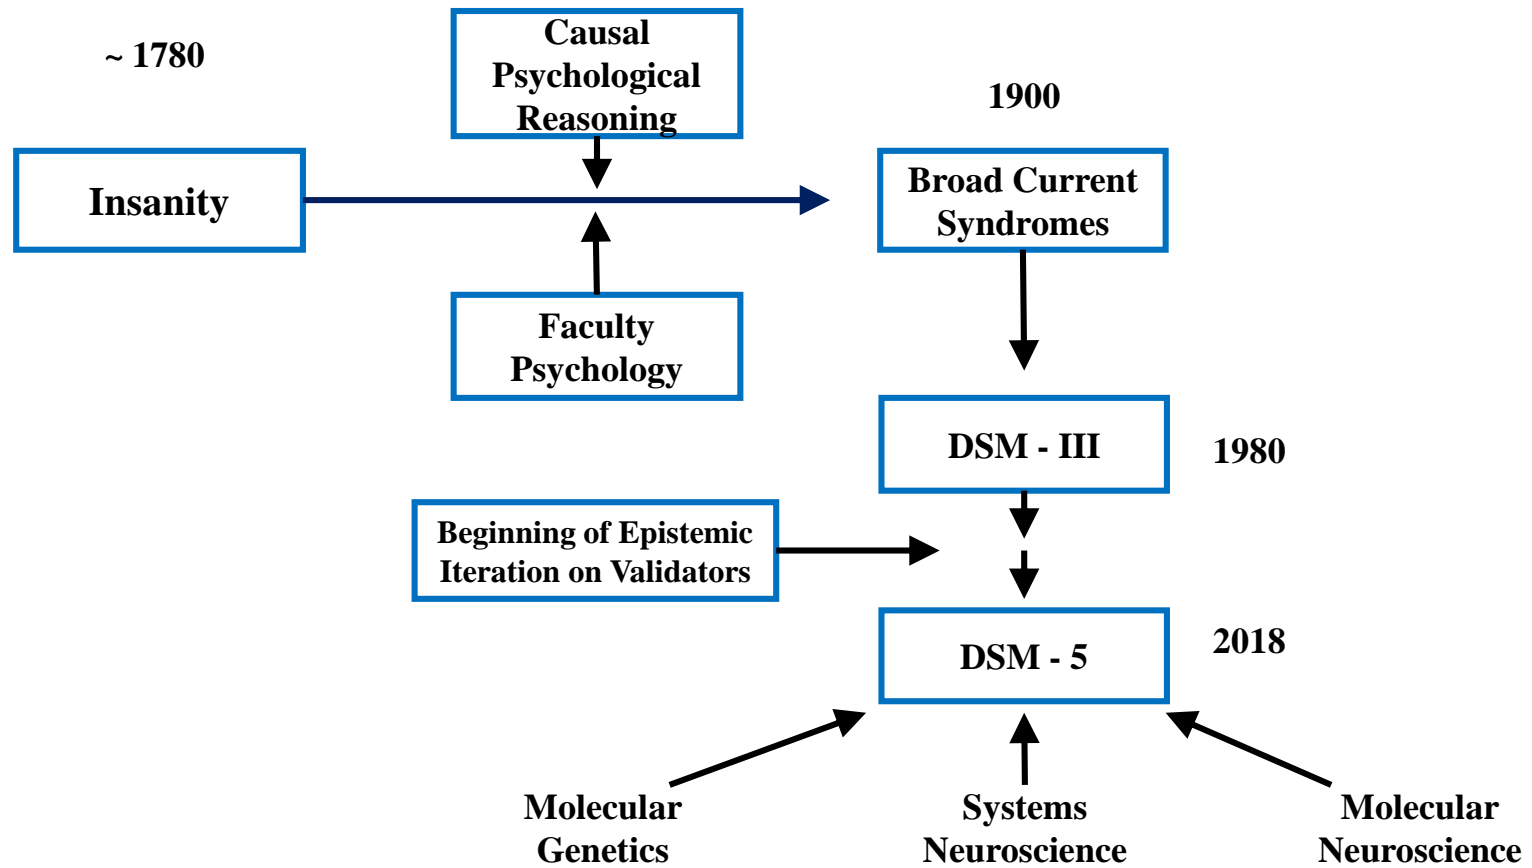 ~ 1780
Causal
Psychological
Reasoning
1900
Insanity
Broad Current
Syndromes
Faculty
Psychology
DSM - III
1980
Beginning of Epistemic
Iteration on Validators
DSM - 5
2018
Molecular
Genetics
Systems
Neuroscience
Molecular
Neuroscience